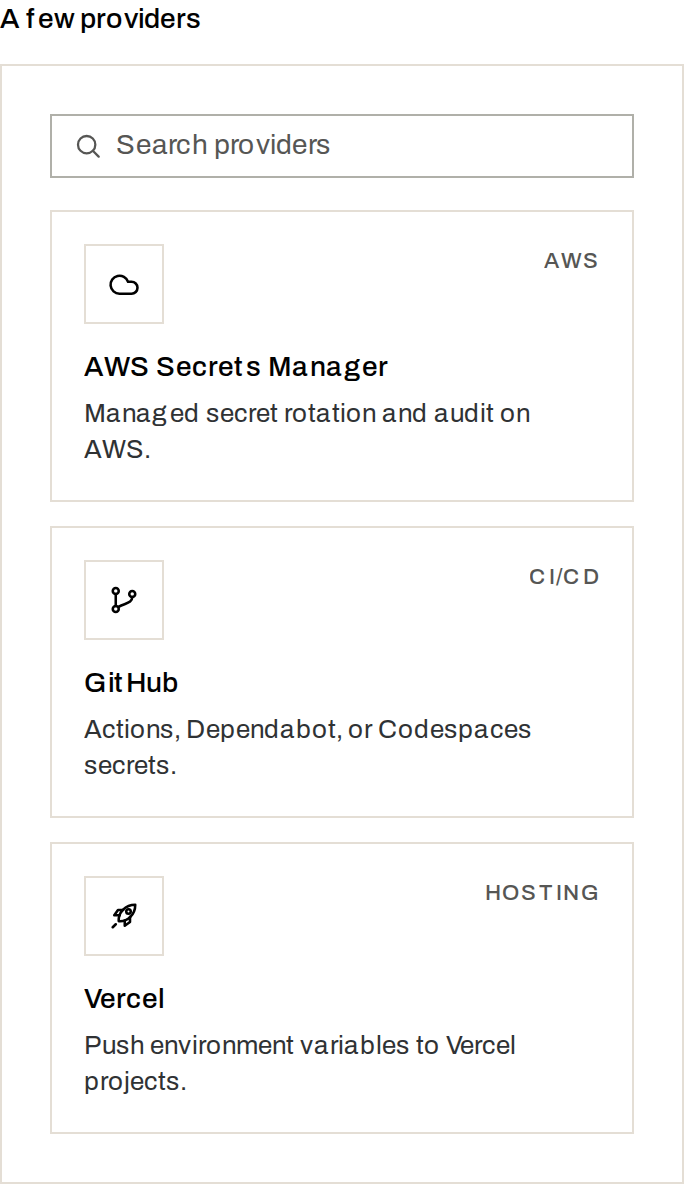 A few providers
Search providers
AWS
AWS Secrets Manager
Managed secret rotation and audit on
AWS.
CI/CD
GitHub
Actions, Dependabot, or Codespaces
secrets.
HOSTING
Vercel
Push environment variables to Vercel
projects.